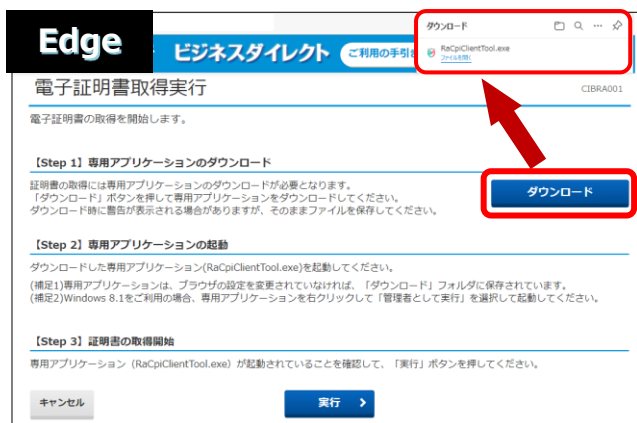 Edge
ビジネスダイレクト
ご利用の手引き
ダウンロード
RaCpiClientTool.exe
ファイルを開く
電子証明書取得実行
CIBRA001
電子証明書の取得を開始します。
【Step 1】専用アプリケーションのダウンロード
証明書の取得には専用アプリケーションのダウンロードが必要となります。
「ダウンロード」ボタンを押して専用アプリケーションをダウンロードしてください。
ダウンロード時に警告が表示される場合がありますが、そのままファイルを保存してください。
ダウンロード
【Step 2】専用アプリケーションの起動
ダウンロードした専用アプリケーション(RaCpiClientTool.exe)を起動してください。
(補足1)専用アプリケーションは、ブラウザの設定を変更されていなければ、「ダウンロード」フォルダに保存されています。
(補足2)Windows 8.1をご利用の場合、専用アプリケーションを右クリックして「管理者として実行」を選択して起動してください。
【Step 3】証明書の取得開始
専用アプリケーション（RaCpiClientTool.exe）が起動されていることを確認して、「実行」ボタンを押してください。
キャンセル
実行